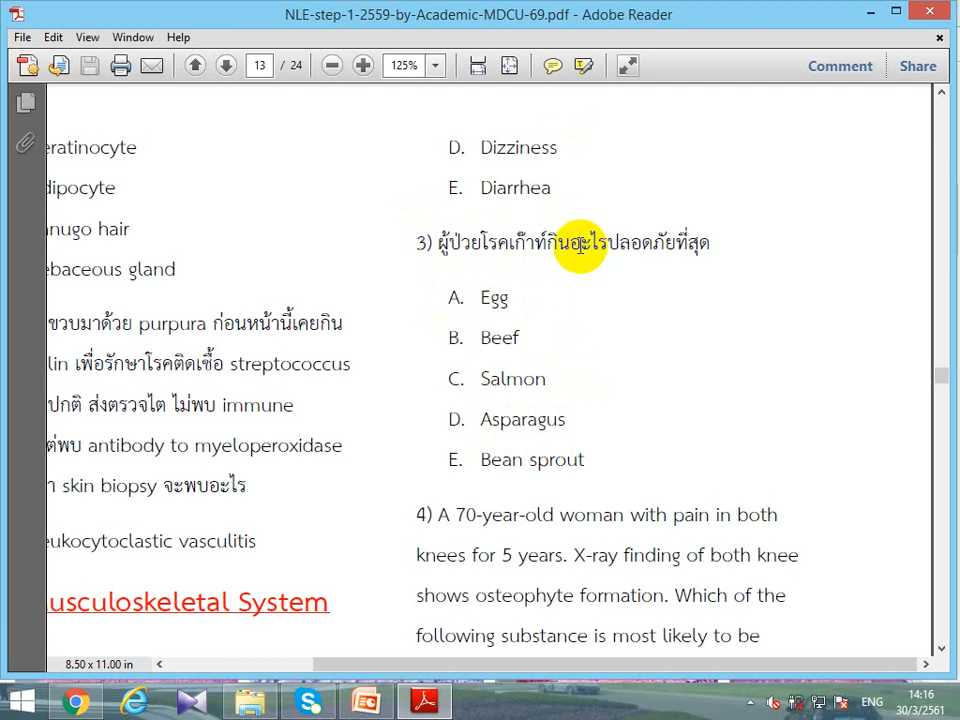 NLE-step-1-2559-by-Academic-MDCU-69.pdf - Adobe Reader
File Edit View Window Help
13 / 24 125% Comment Share
eratinocyte
dipocyte
anugo hair
ebaceous gland
ขวบมาด้วย purpura ก่อนหน้านี้เคยกิน
lin เพื่อรักษาโรคติดเชื้อ streptococcus
ปกติ ส่งตรวจไต ไม่พบ immune
ต่พบ antibody to myeloperoxidase
า skin biopsy จะพบอะไร
eukocytoclastic vasculitis
usculoskeletal System
D. Dizziness
E. Diarrhea
3) ผู้ป่วยโรคเก๊าท์กินอะไรปลอดภัยที่สุด
A. Egg
B. Beef
C. Salmon
D. Asparagus
E. Bean sprout
4) A 70-year-old woman with pain in both
knees for 5 years. X-ray finding of both knee
shows osteophyte formation. Which of the
following substance is most likely to be
8.50 x 11.00 in
ENG
14:16
30/3/2561